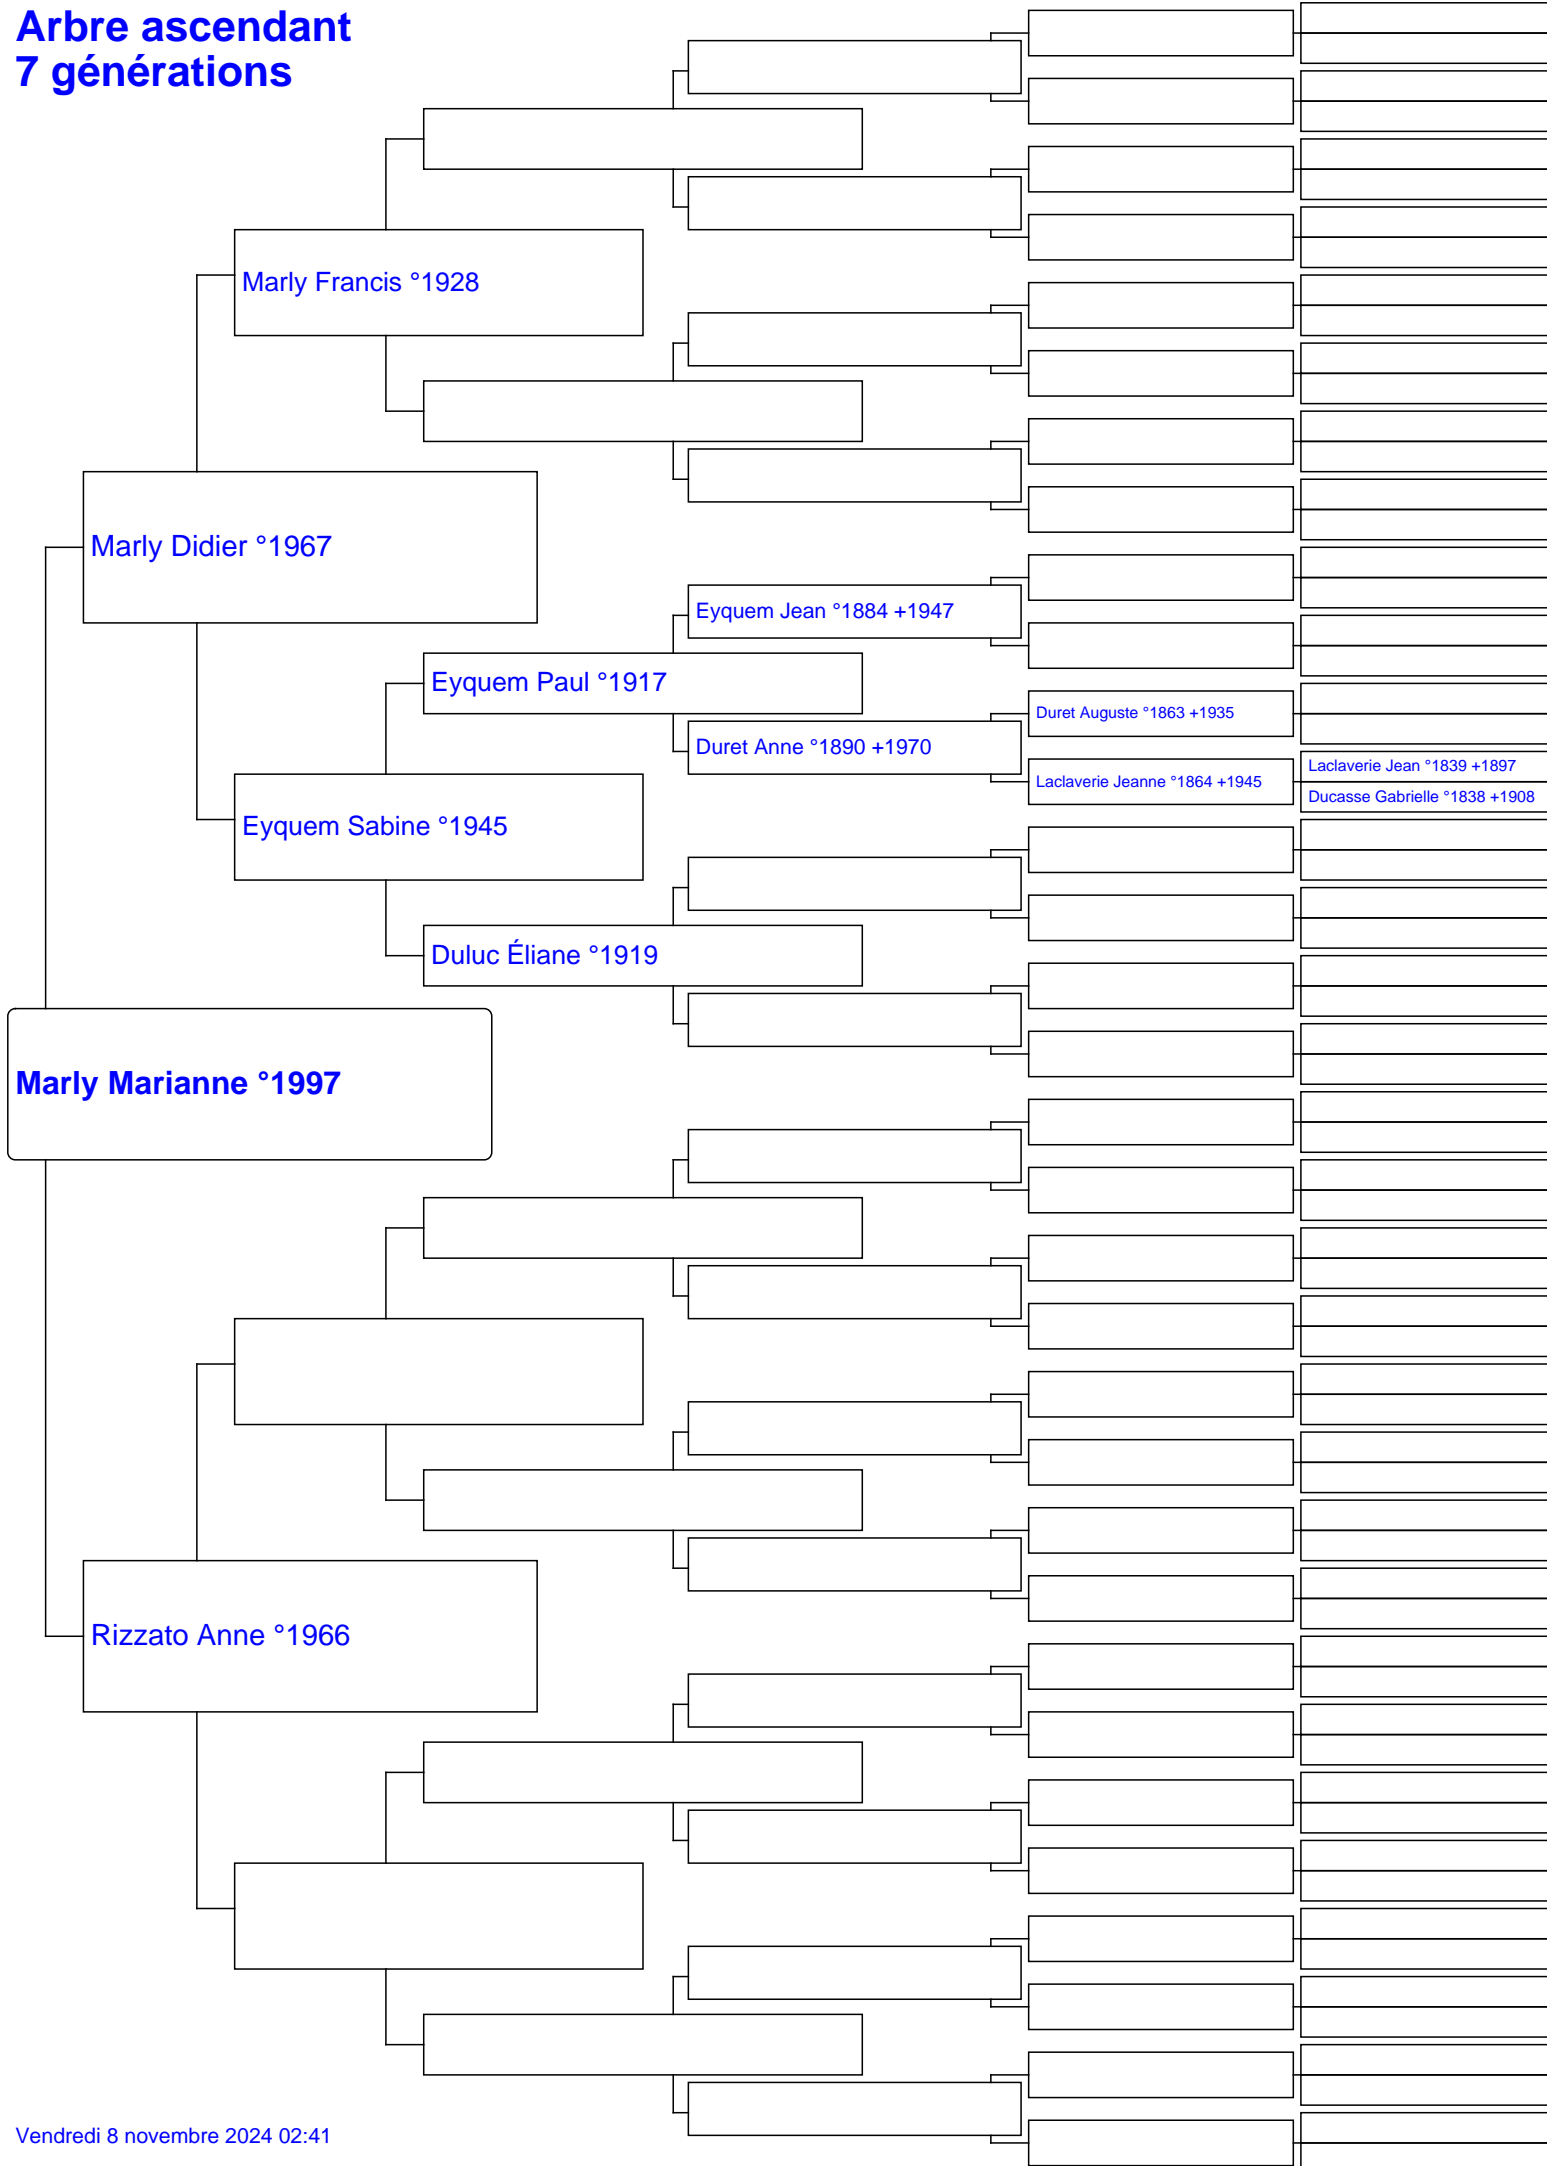 Arbre ascendant
7 générations
Marly Francis °1928
Marly Didier °1967
Eyquem Jean °1884 +1947
Eyquem Paul °1917
Duret Auguste °1863 +1935
Duret Anne °1890 +1970
Laclaverie Jean °1839 +1897
Laclaverie Jeanne °1864 +1945
Ducasse Gabrielle °1838 +1908
Eyquem Sabine °1945
Duluc Éliane °1919
Marly Marianne °1997
Rizzato Anne °1966
Vendredi 8 novembre 2024 02:41